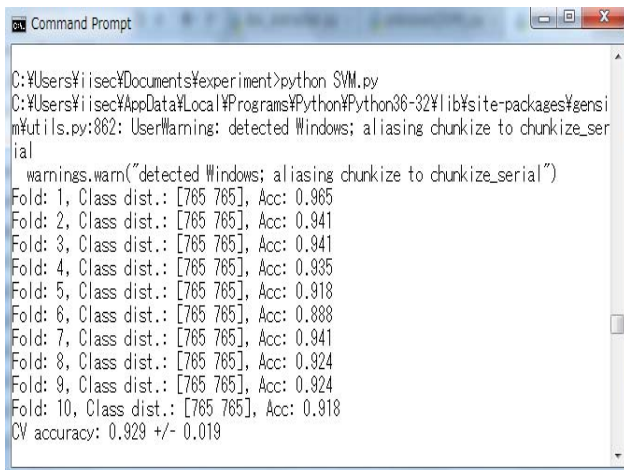 Command Prompt
C:¥Users¥iisec¥Documents¥experiment>python SVM.py
C:¥Users¥iisec¥AppData¥Local¥Programs¥Python¥Python36-32¥lib¥site-packages¥gensi
m¥utils.py:862: UserWarning: detected Windows; aliasing chunkize to chunkize_ser
ial
  warnings.warn("detected Windows; aliasing chunkize to chunkize_serial")
Fold: 1, Class dist.: [765 765], Acc: 0.965
Fold: 2, Class dist.: [765 765], Acc: 0.941
Fold: 3, Class dist.: [765 765], Acc: 0.941
Fold: 4, Class dist.: [765 765], Acc: 0.935
Fold: 5, Class dist.: [765 765], Acc: 0.918
Fold: 6, Class dist.: [765 765], Acc: 0.888
Fold: 7, Class dist.: [765 765], Acc: 0.941
Fold: 8, Class dist.: [765 765], Acc: 0.924
Fold: 9, Class dist.: [765 765], Acc: 0.924
Fold: 10, Class dist.: [765 765], Acc: 0.918
CV accuracy: 0.929 +/- 0.019